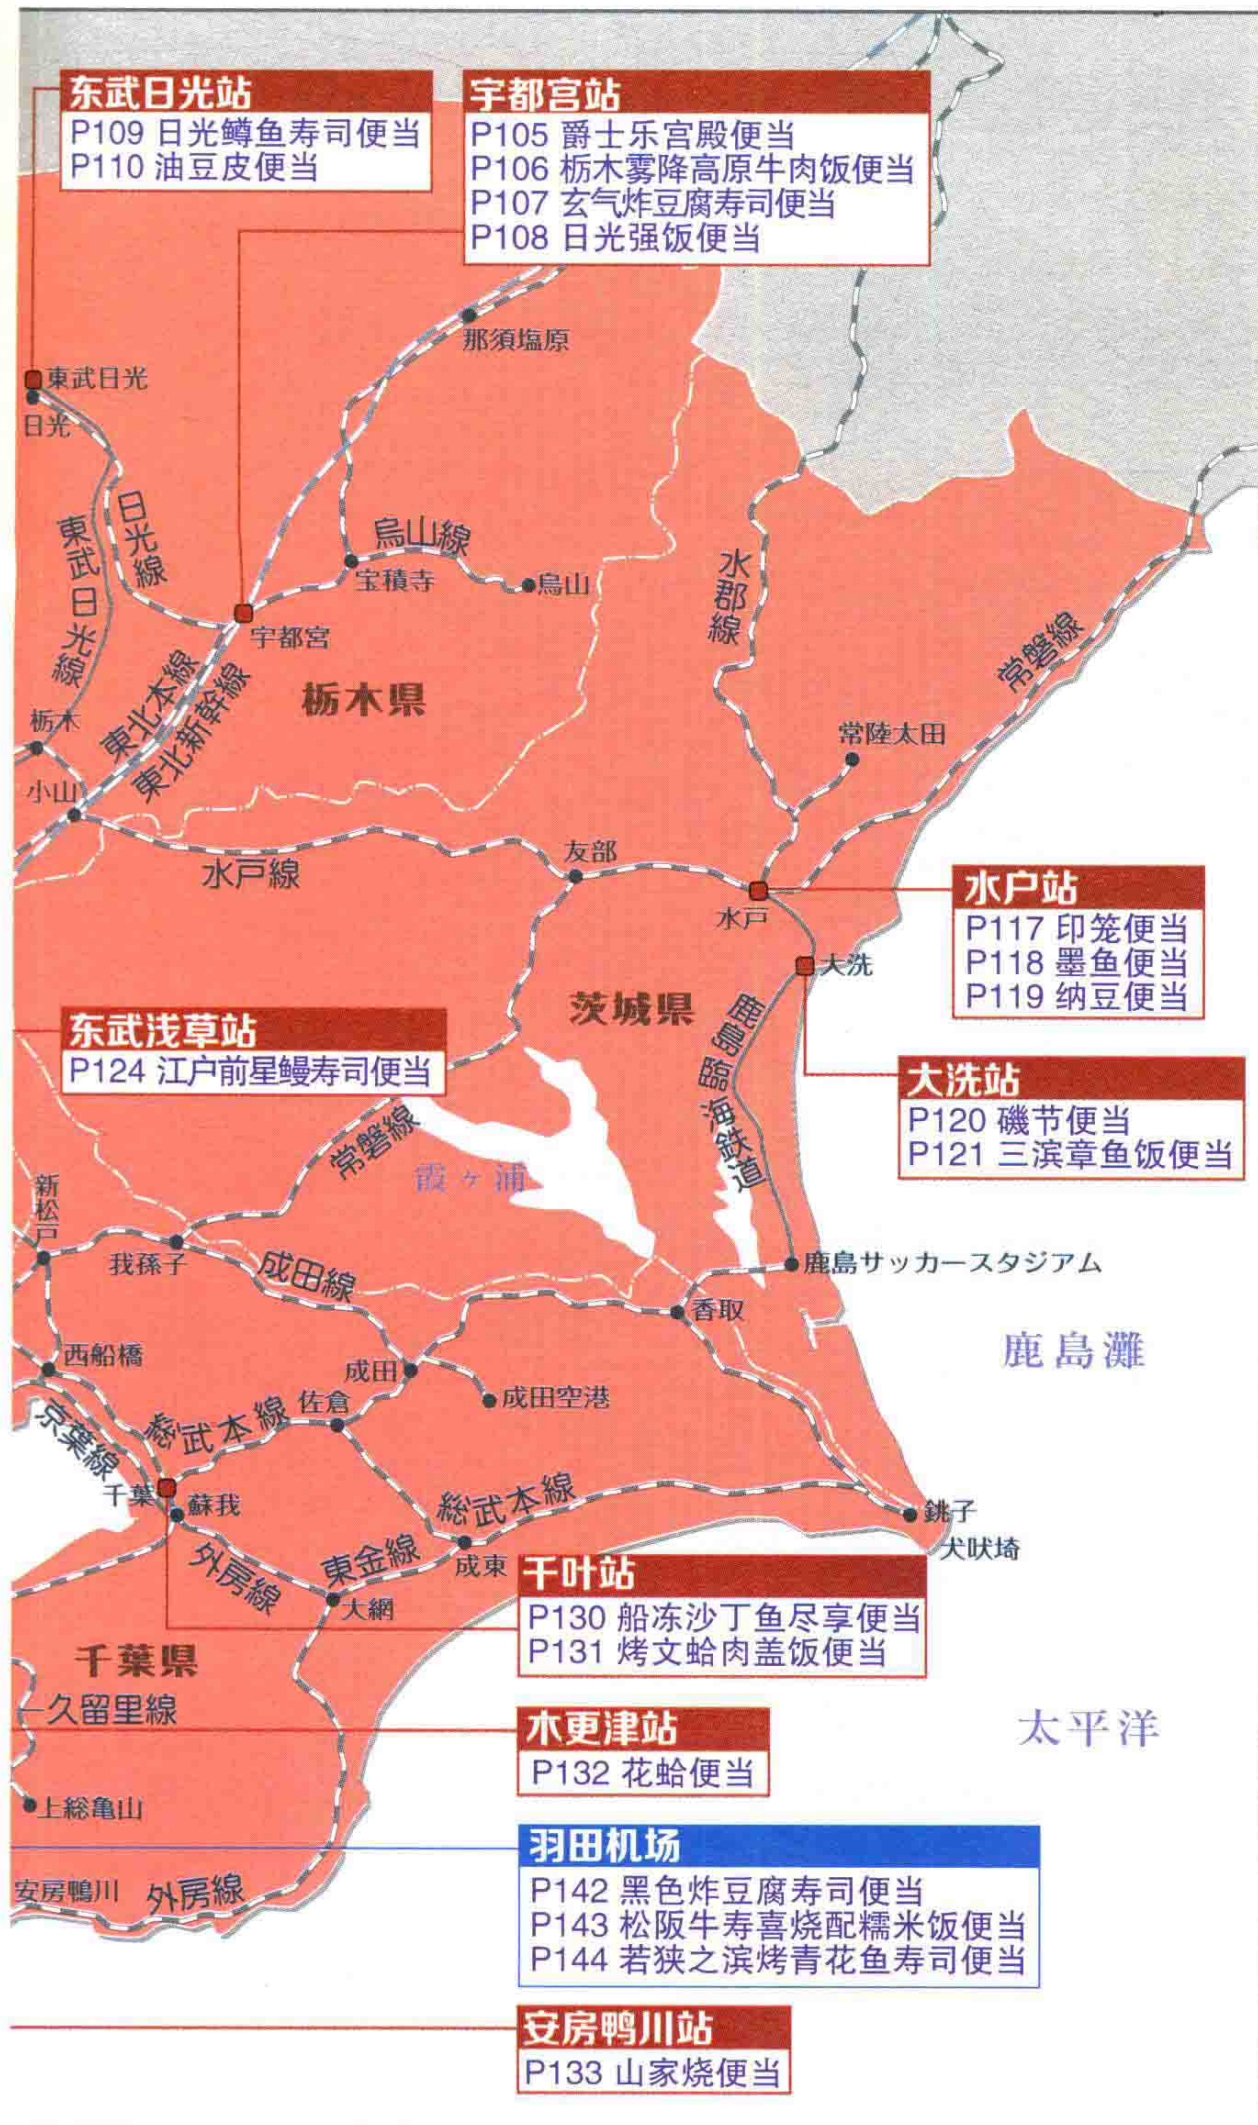 东武日光站
P109 日光鳟鱼寿司便当
P110 油豆皮便当
宇都宫站
P105 爵士乐宫殿便当
P106 栃木雾降高原牛肉饭便当
P107 玄气炸豆腐寿司便当
P108 日光强饭便当
那須塩原
東武日光
日光
日光線
東武日光線
烏山線
宝積寺
烏山
宇都宮
水郡線
常磐線
東北本線
東北新幹線
栃木県
栃木
小山
常陸太田
水戸線
友部
水戸
水户站
P117 印笼便当
P118 墨鱼便当
P119 纳豆便当
大洗
茨城県
鹿島臨海鉄道
大洗站
P120 磯节便当
P121 三滨章鱼饭便当
东武浅草站
P124 江户前星鳗寿司便当
常磐線
霞ヶ浦
新松戸
我孫子
成田線
鹿島サッカースタジアム
香取
鹿島灘
西船橋
成田
成田空港
佐倉
京葉線
総武本線
千葉
蘇我
総武本線
銚子
犬吠埼
外房線
東金線
成東
大網
千叶站
P130 船冻沙丁鱼尽享便当
P131 烤文蛤肉盖饭便当
千葉県
久留里線
木更津站
P132 花蛤便当
太平洋
上総亀山
羽田机场
P142 黑色炸豆腐寿司便当
P143 松阪牛寿喜烧配糯米饭便当
P144 若狭之滨烤青花鱼寿司便当
安房鴨川
外房線
安房鸭川站
P133 山家烧便当